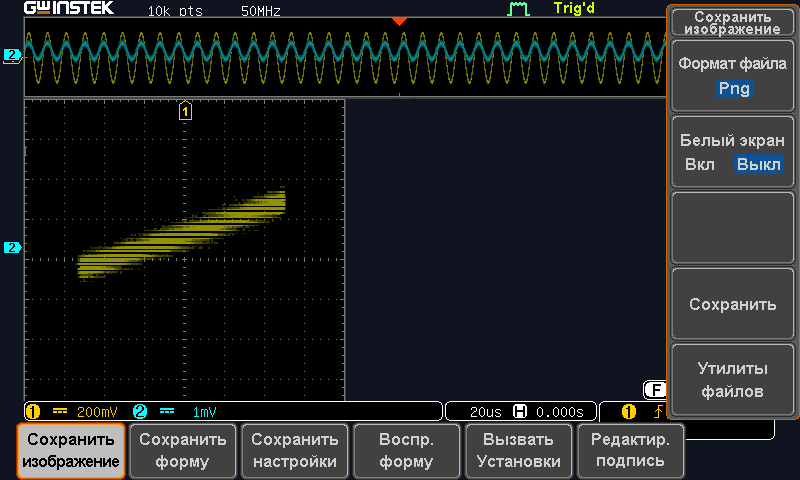 GWINSTEK 10k pts 50MHz Trig'd
2
1
2
1 200mV 2 1mV 20us H 0.000s 1
F
Сохранить
изображение
Формат файла
Png
Белый экран
Вкл Выкл
Сохранить
Утилиты
файлов
Сохранить
изображение
Сохранить
форму
Сохранить
настройки
Воспр.
форму
Вызвать
Установки
Редактир.
подпись